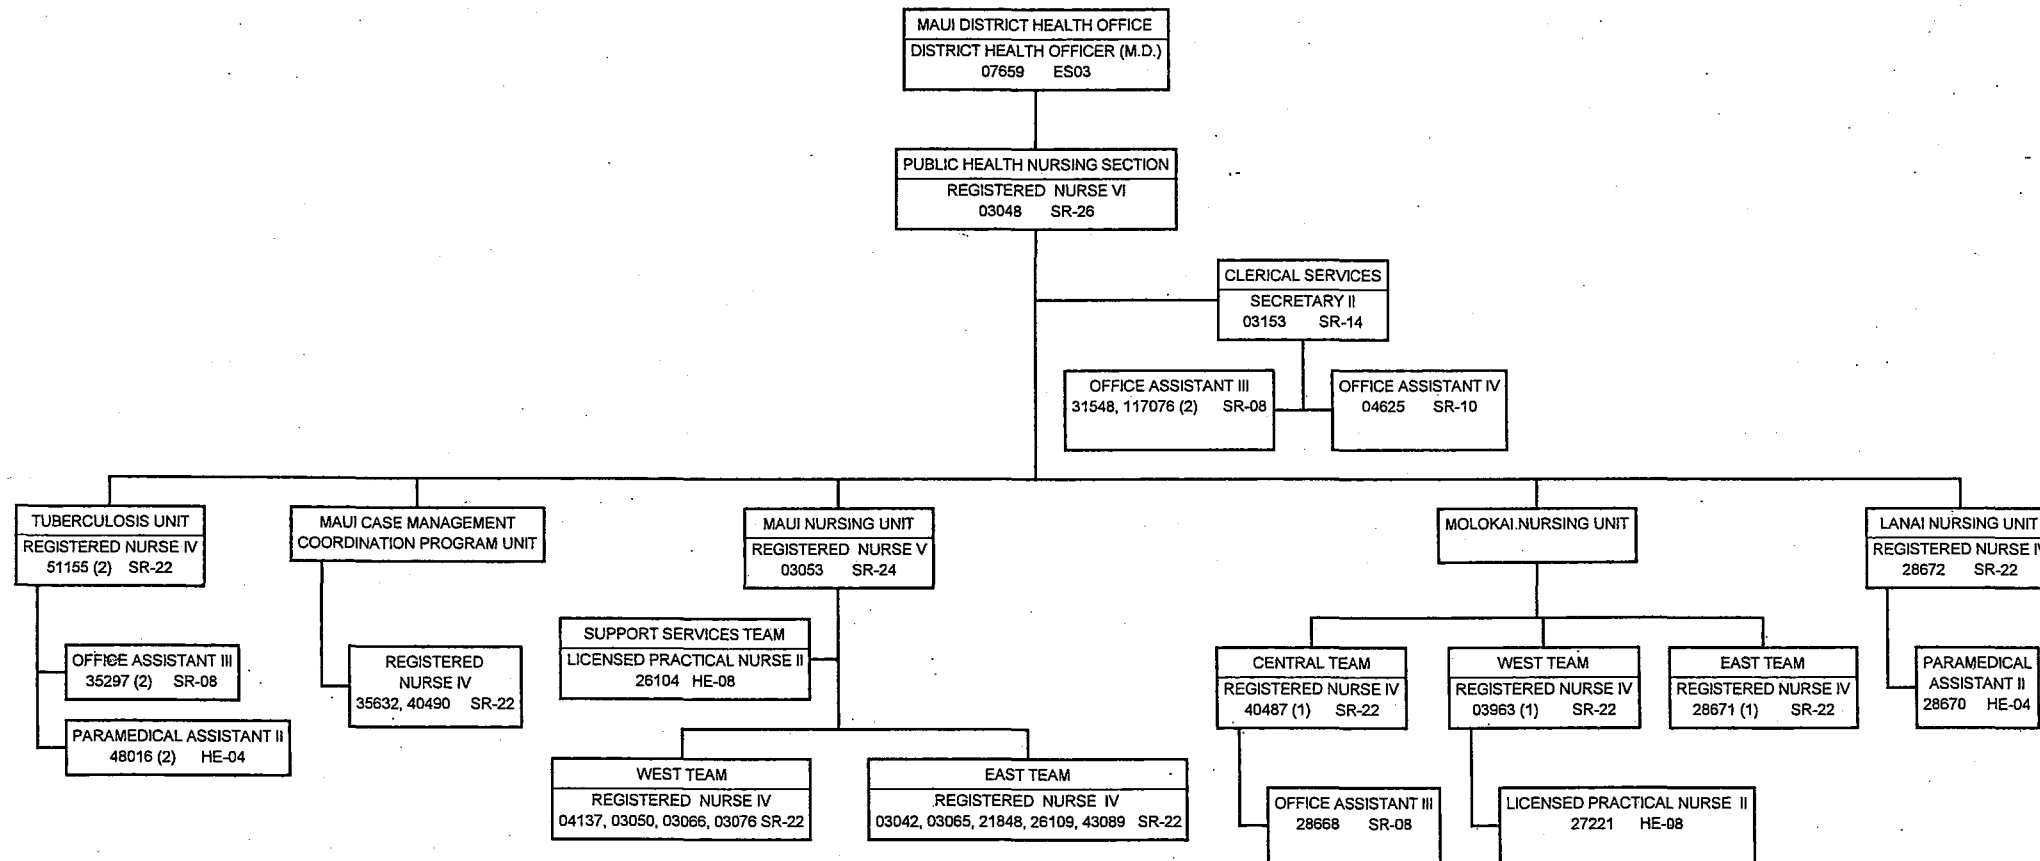 MAUI DISTRICT HEALTH OFFICE
DISTRICT HEALTH OFFICER (M.D.)
07659 ES03
PUBLIC HEALTH NURSING SECTION
REGISTERED NURSE VI
03048 SR-26
CLERICAL SERVICES
SECRETARY II
03153 SR-14
OFFICE ASSISTANT III
31548, 117076 (2) SR-08
OFFICE ASSISTANT IV
04625 SR-10
TUBERCULOSIS UNIT
REGISTERED NURSE IV
51155 (2) SR-22
OFFICE ASSISTANT III
35297 (2) SR-08
PARAMEDICAL ASSISTANT II
48016 (2) HE-04
MAUI CASE MANAGEMENT
COORDINATION PROGRAM UNIT
REGISTERED
NURSE IV
35632, 40490 SR-22
MAUI NURSING UNIT
REGISTERED NURSE V
03053 SR-24
SUPPORT SERVICES TEAM
LICENSED PRACTICAL NURSE II
26104 HE-08
WEST TEAM
REGISTERED NURSE IV
04137, 03050, 03066, 03076 SR-22
EAST TEAM
REGISTERED NURSE IV
03042, 03065, 21848, 26109, 43089 SR-22
MOLOKAI NURSING UNIT
CENTRAL TEAM
REGISTERED NURSE IV
40487 (1) SR-22
OFFICE ASSISTANT III
28668 SR-08
WEST TEAM
REGISTERED NURSE IV
03963 (1) SR-22
LICENSED PRACTICAL NURSE II
27221 HE-08
EAST TEAM
REGISTERED NURSE IV
28671 (1) SR-22
LANAI NURSING UNIT
REGISTERED NURSE IV
28672 SR-22
PARAMEDICAL
ASSISTANT II
28670 HE-04